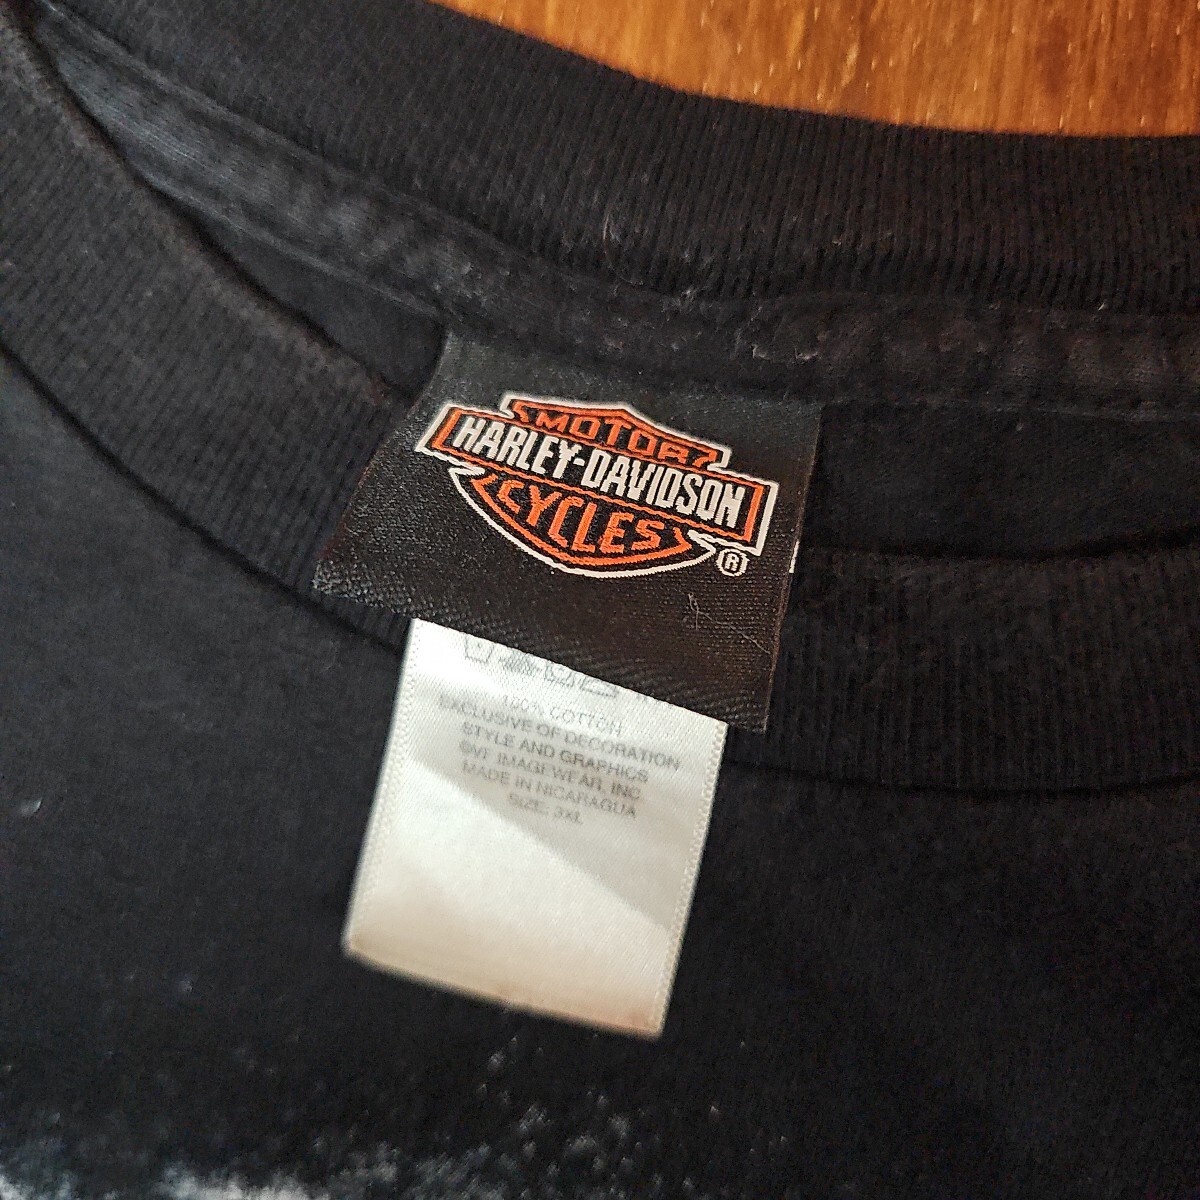 MOTOR
HARLEY-DAVIDSON
CYCLES
®
100% COTTON
EXCLUSIVE OF DECORATION
STYLE AND GRAPHICS
©VF IMAGEWEAR, INC
MADE IN NICARAGUA
SIZE: 3XL